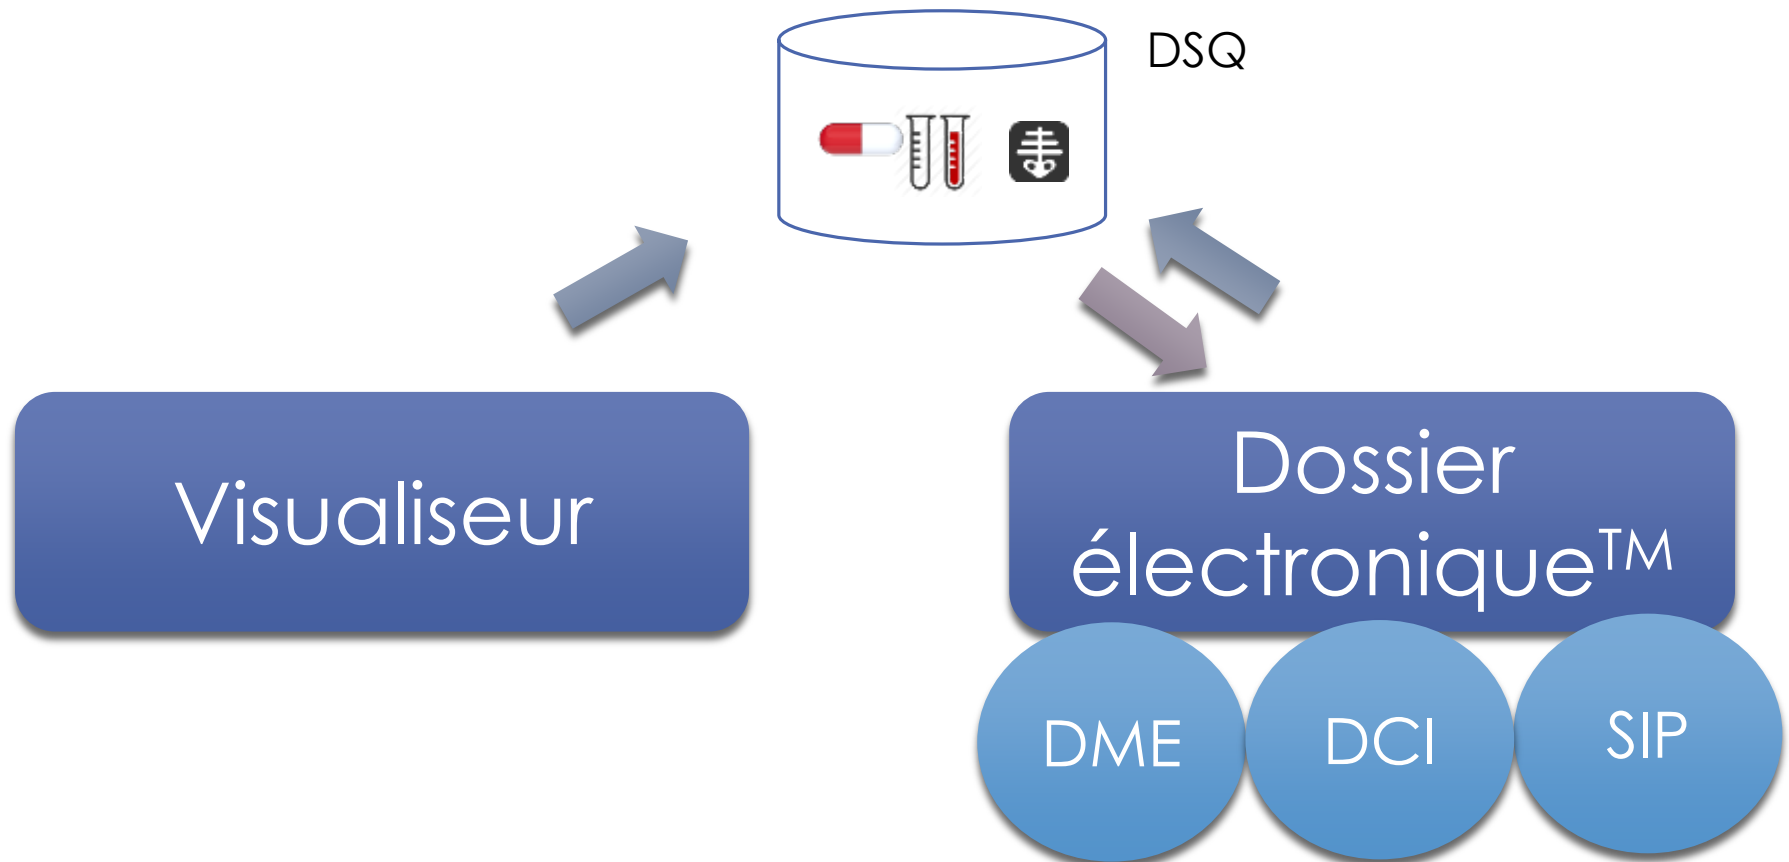 DSQ
Visualiseur
Dossier
électronique™
DME
DCI
SIP